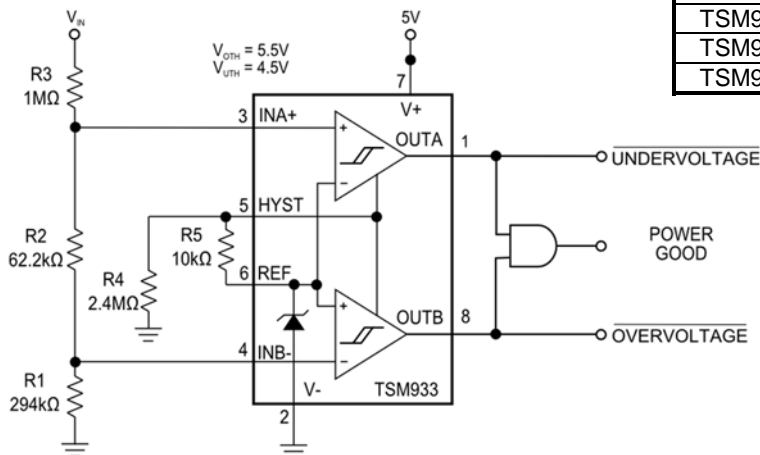 VIN
5V
TSM9
TSM9
TSM9
VOTH = 5.5V
VUTH = 4.5V
R3
1MΩ
7
V+
3 INA+
+
OUTA
1
UNDERVOLTAGE
−
5 HYST
R2
62.2kΩ
R5
10kΩ
POWER
GOOD
R4
2.4MΩ
6 REF
+
OUTB
8
OVERVOLTAGE
4 INB-
−
R1
294kΩ
V-
TSM933
2